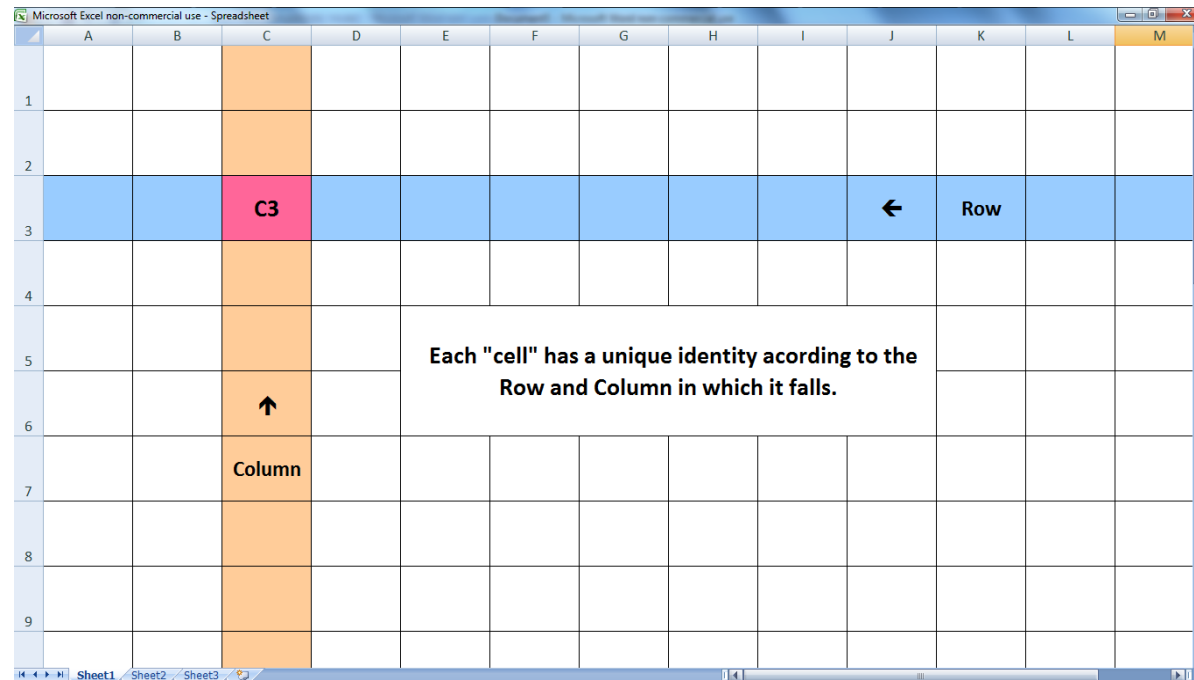 Microsoft Excel non-commercial use - Spreadsheet
A B C D E F G H I J K L M
1
2
3 C3 🡸 Row
4
5
Each "cell" has a unique identity acording to the
Row and Column in which it falls.
6 🡹
7 Column
8
9
Sheet1 Sheet2 Sheet3